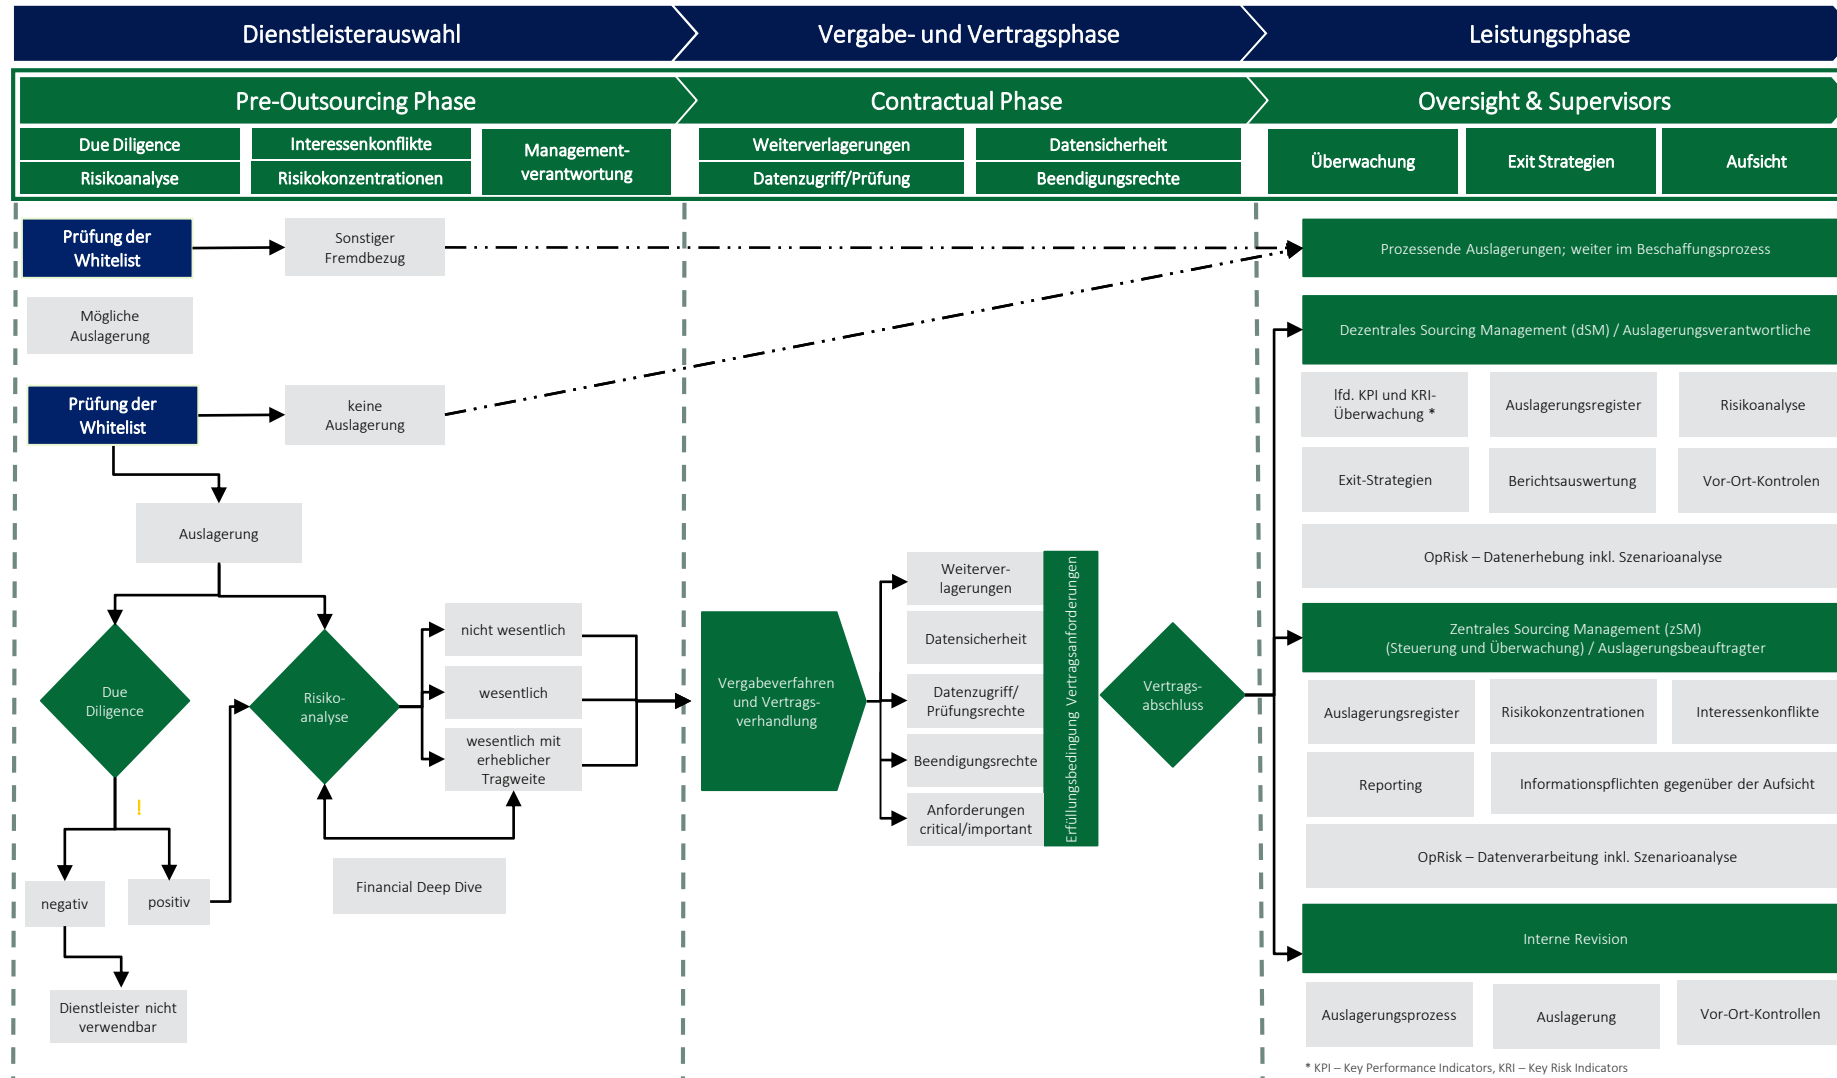 Dienstleisterauswahl
Vergabe- und Vertragsphase
Leistungsphase
Pre-Outsourcing Phase
Contractual Phase
Oversight & Supervisors
Due Diligence
Risikoanalyse
Interessenkonflikte
Risikokonzentrationen
Management-
verantwortung
Weiterverlagerungen
Datenzugriff/Prüfung
Datensicherheit
Beendigungsrechte
Überwachung
Exit Strategien
Aufsicht
Prüfung der
Whitelist
Sonstiger
Fremdbezug
Mögliche
Auslagerung
Prüfung der
Whitelist
keine
Auslagerung
Auslagerung
Due
Diligence
Risiko-
analyse
nicht wesentlich
wesentlich
wesentlich mit
erheblicher
Tragweite
!
negativ
positiv
Financial Deep Dive
Dienstleister nicht
verwendbar
Vergabeverfahren
und Vertrags-
verhandlung
Weiterver-
lagerungen
Datensicherheit
Datenzugriff/
Prüfungsrechte
Beendigungsrechte
Anforderungen
critical/important
Erfüllungsbedingung Vertragsanforderungen
Vertrags-
abschluss
Prozessende Auslagerungen; weiter im Beschaffungsprozess
Dezentrales Sourcing Management (dSM) / Auslagerungsverantwortliche
lfd. KPI und KRI-
Überwachung *
Auslagerungsregister
Risikoanalyse
Exit-Strategien
Berichtsauswertung
Vor-Ort-Kontrolen
OpRisk – Datenerhebung inkl. Szenarioanalyse
Zentrales Sourcing Management (zSM)
(Steuerung und Überwachung) / Auslagerungsbeauftragter
Auslagerungsregister
Risikokonzentrationen
Interessenkonflikte
Reporting
Informationspflichten gegenüber der Aufsicht
OpRisk – Datenverarbeitung inkl. Szenarioanalyse
Interne Revision
Auslagerungsprozess
Auslagerung
Vor-Ort-Kontrollen
* KPI – Key Performance Indicators, KRI – Key Risk Indicators